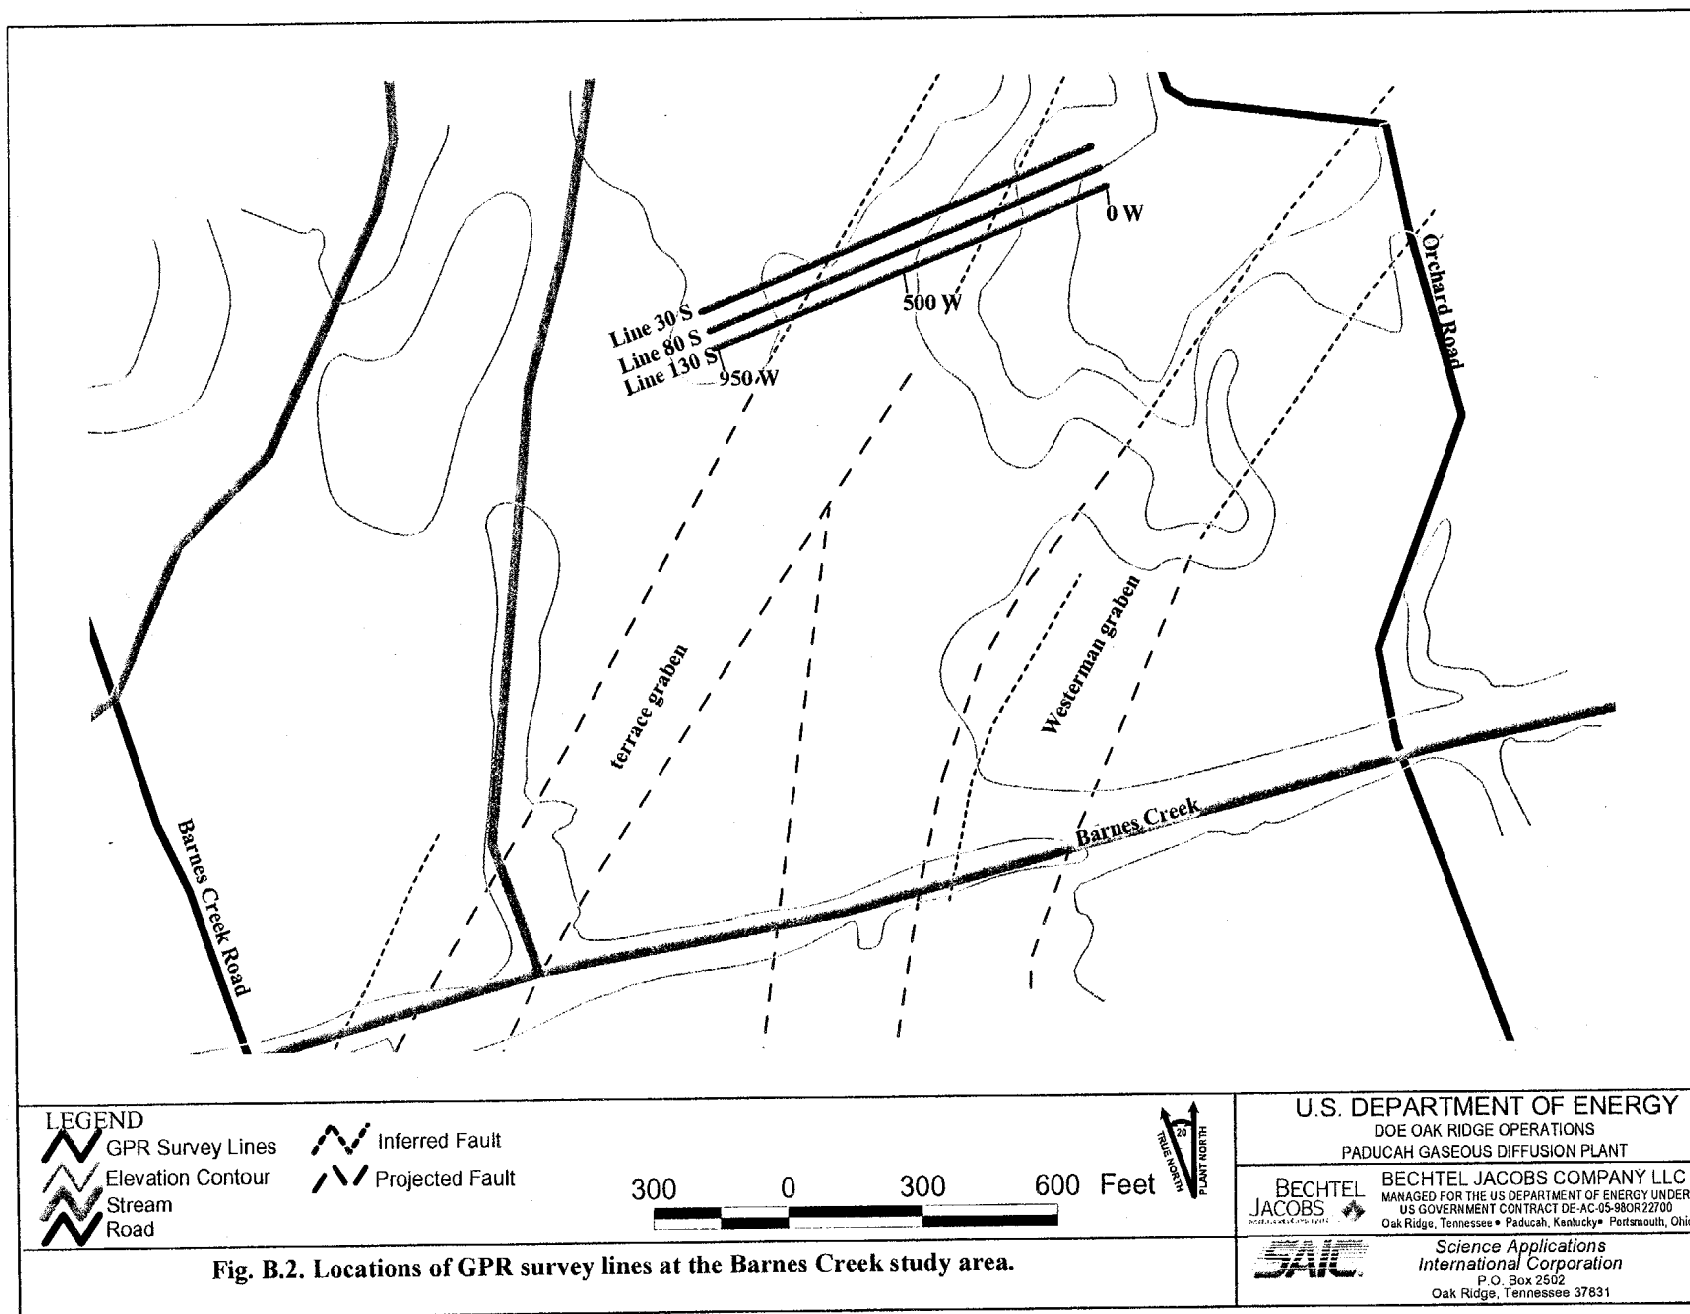 0 W
500 W
Line 30 S
Line 80 S
Line 130 S
950 W
Orchard Road
terrace graben
Westerman graben
Barnes Creek
Barnes Creek Road
LEGEND
GPR Survey Lines
Elevation Contour
Stream
Road
Inferred Fault
Projected Fault
300 0 300 600 Feet
20
TRUE NORTH
PLANT NORTH
U.S. DEPARTMENT OF ENERGY
DOE OAK RIDGE OPERATIONS
PADUCAH GASEOUS DIFFUSION PLANT
BECHTEL
JACOBS
BECHTEL JACOBS COMPANY LLC
MANAGED FOR THE US DEPARTMENT OF ENERGY UNDER
US GOVERNMENT CONTRACT DE-AC-05-98OR22700
Oak Ridge, Tennessee • Paducah, Kentucky • Portsmouth, Ohio
SAIC
Science Applications
International Corporation
P.O. Box 2502
Oak Ridge, Tennessee 37831
Fig. B.2. Locations of GPR survey lines at the Barnes Creek study area.